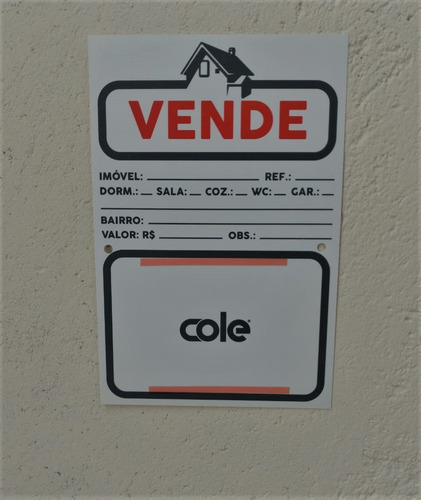 VENDE
IMÓVEL: REF.:
DORM.: SALA: COZ.: WC: GAR.:
BAIRRO:
VALOR: R$ OBS.:
cole